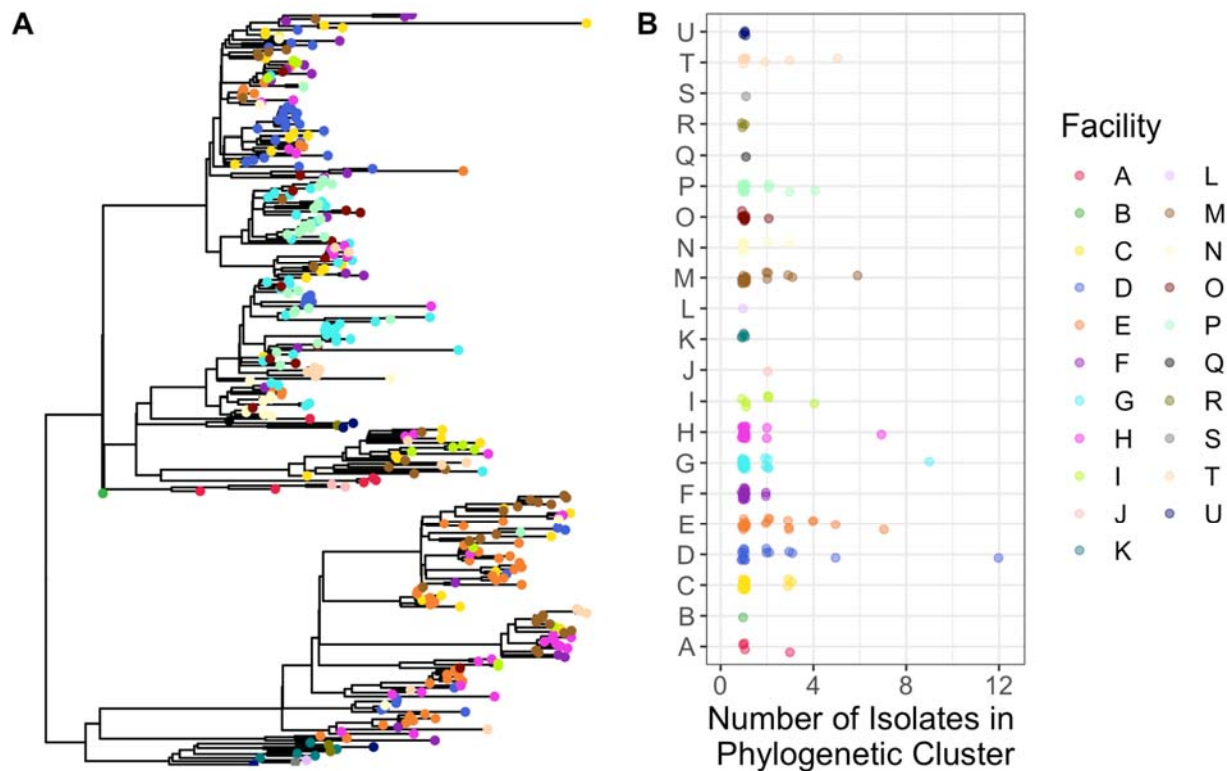 A
B
U
T
S
R
Q
P
O
N
M
L
K
J
I
H
G
F
E
D
C
B
A
0 4 8 12
Number of Isolates in
Phylogenetic Cluster
Facility
A L
B M
C N
D O
E P
F Q
G R
H S
I T
J U
K